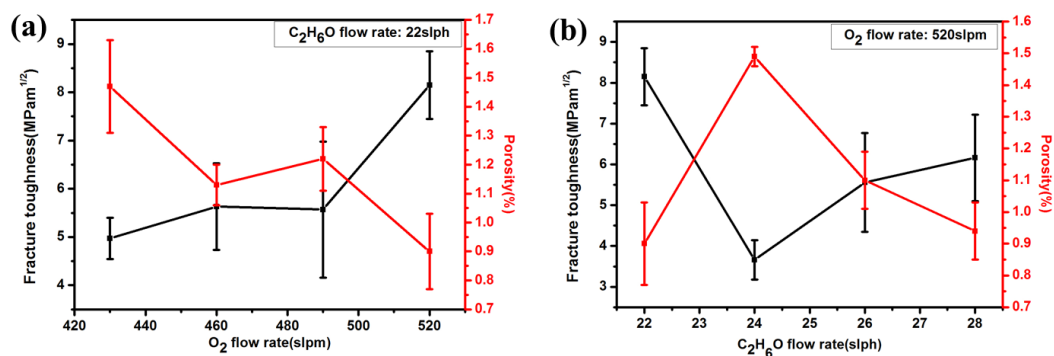 (a)
C2H6O flow rate: 22slph
Fracture toughness(MPam1/2)
9
8
7
6
5
4
1.7
1.6
1.5
1.4
1.3
1.2
1.1
1.0
0.9
0.8
0.7
Porosity(%)
420 440 460 480 500 520
O2 flow rate(slpm)
(b)
O2 flow rate: 520slpm
Fracture toughness(MPam1/2)
9
8
7
6
5
4
3
1.6
1.5
1.4
1.3
1.2
1.1
1.0
0.9
0.8
0.7
Porosity(%)
22 23 24 25 26 27 28
C2H6O flow rate(slph)